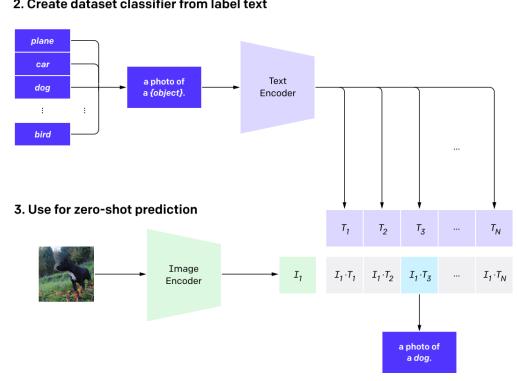 2. Create dataset classifier from label text
plane
car
dog
⋮ ⋮
bird
a photo of
a {object}.
Text
Encoder
...
3. Use for zero-shot prediction
T1 T2 T3 ... TN
Image
Encoder
I1
I1·T1 I1·T2 I1·T3 ... I1·TN
a photo of
a dog.